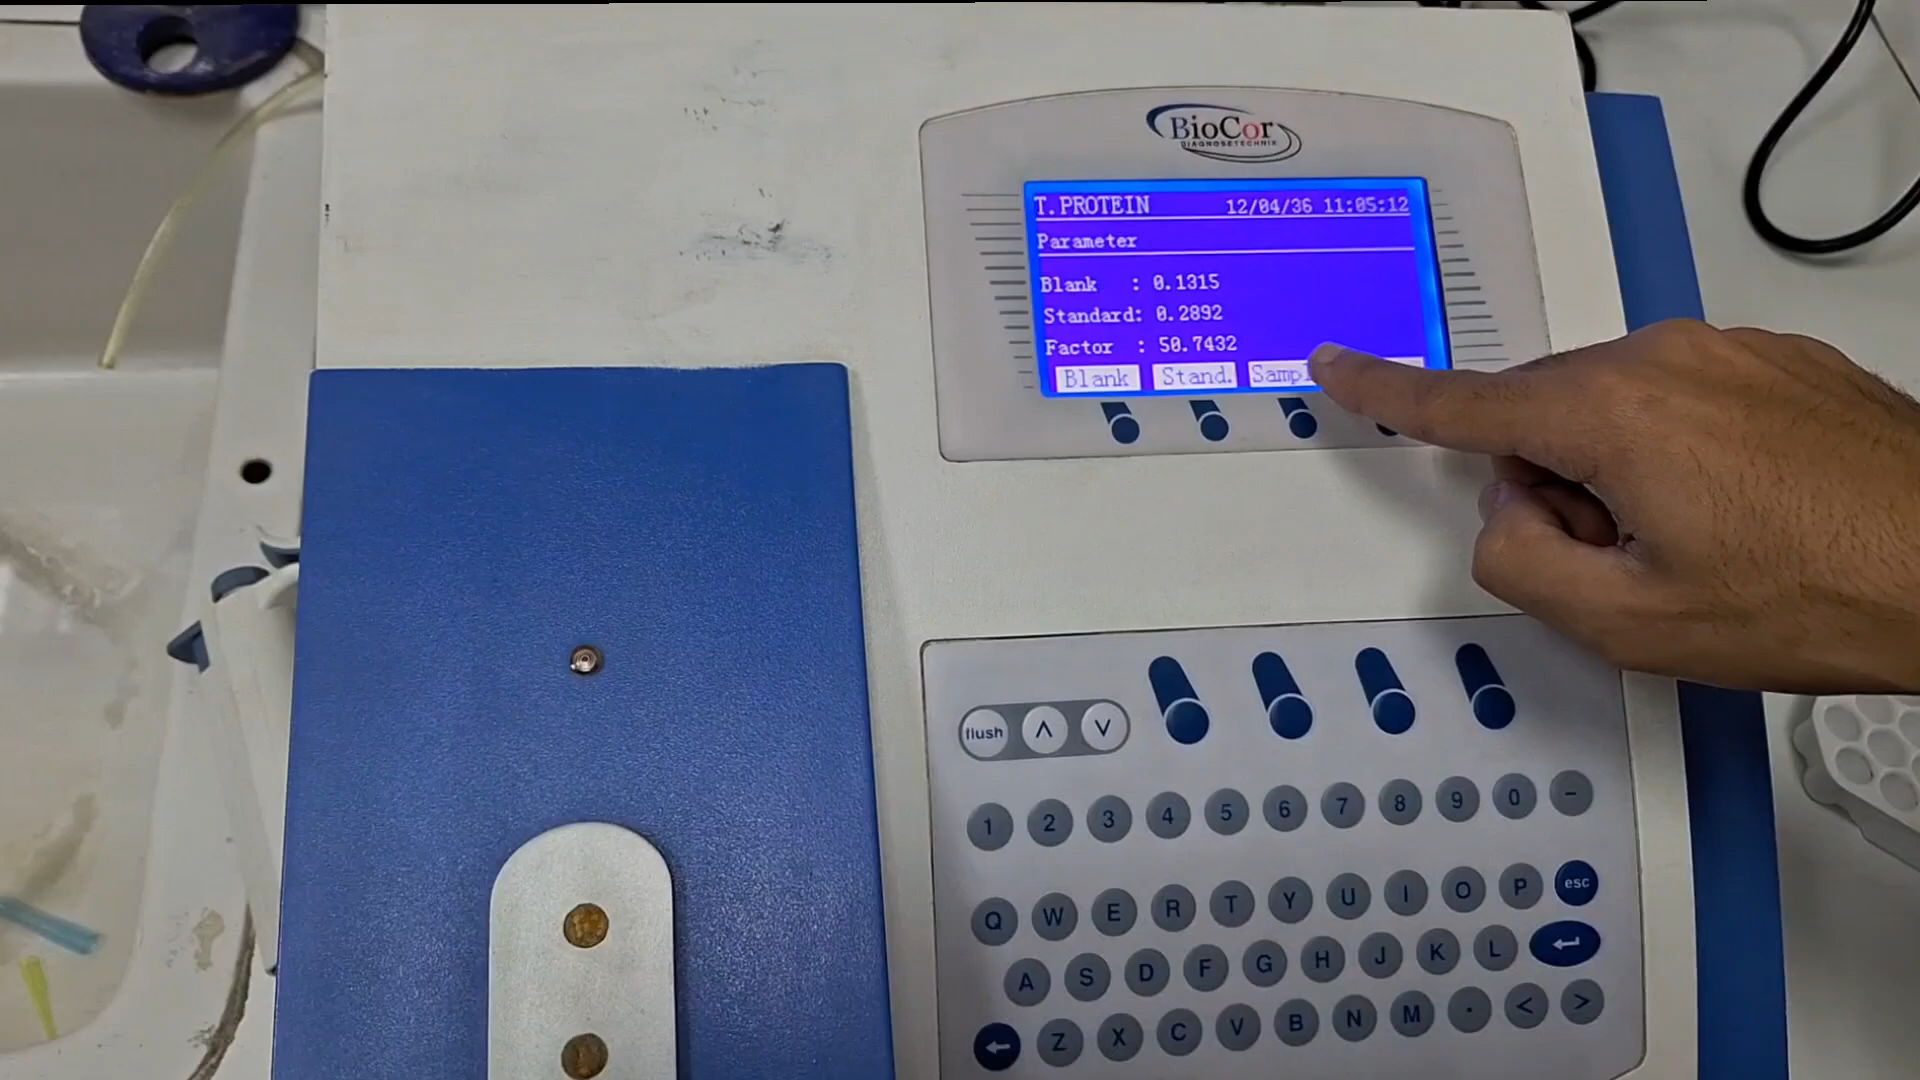 BioCor
DIAGNOSETECHNIK
T.PROTEIN 12/04/36 11:05:12
Parameter
Blank : 0.1315
Standard: 0.2892
Factor : 50.7432
Blank Stand.
flush ∧ ∨
1 2 3 4 5 6 7 8 9 0 -
Q W E R T Y U I O P esc
A S D F G H J K L ↵
← Z X C V B N M . < >